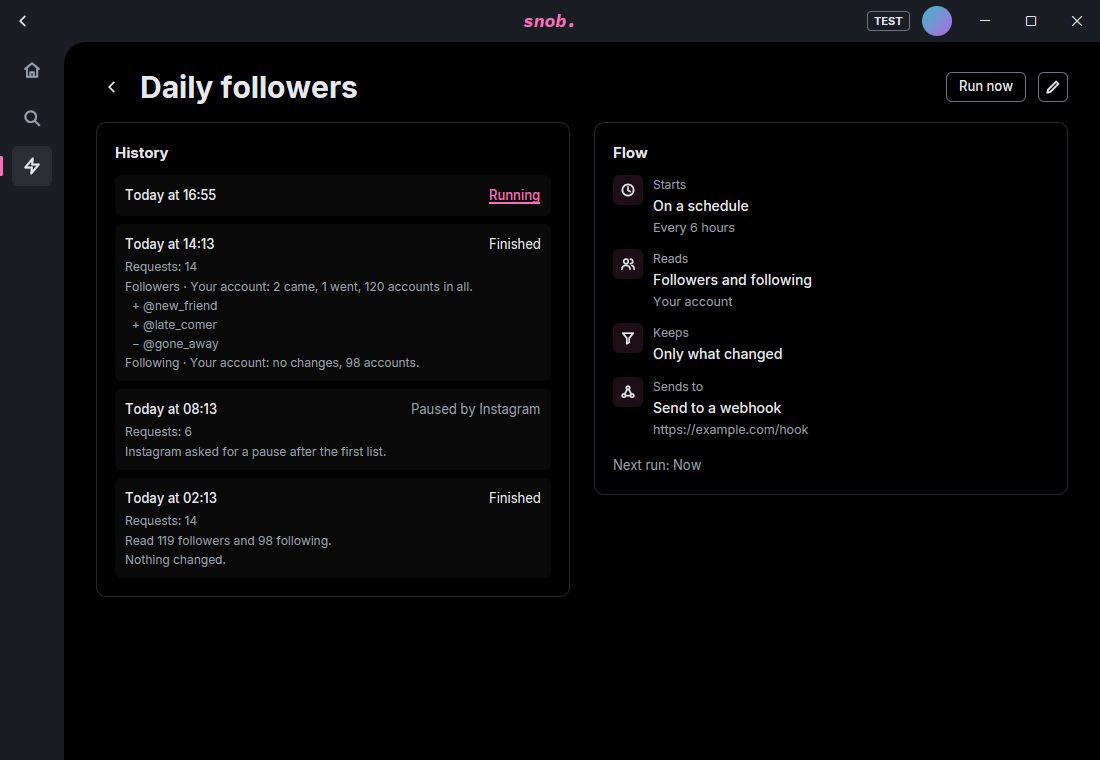 snob.
TEST
Daily followers
Run now
History
Today at 16:55 Running
Today at 14:13 Finished
Requests: 14
Followers · Your account: 2 came, 1 went, 120 accounts in all.
+ @new_friend
+ @late_comer
− @gone_away
Following · Your account: no changes, 98 accounts.
Today at 08:13 Paused by Instagram
Requests: 6
Instagram asked for a pause after the first list.
Today at 02:13 Finished
Requests: 14
Read 119 followers and 98 following.
Nothing changed.
Flow
Starts
On a schedule
Every 6 hours
Reads
Followers and following
Your account
Keeps
Only what changed
Sends to
Send to a webhook
https://example.com/hook
Next run: Now